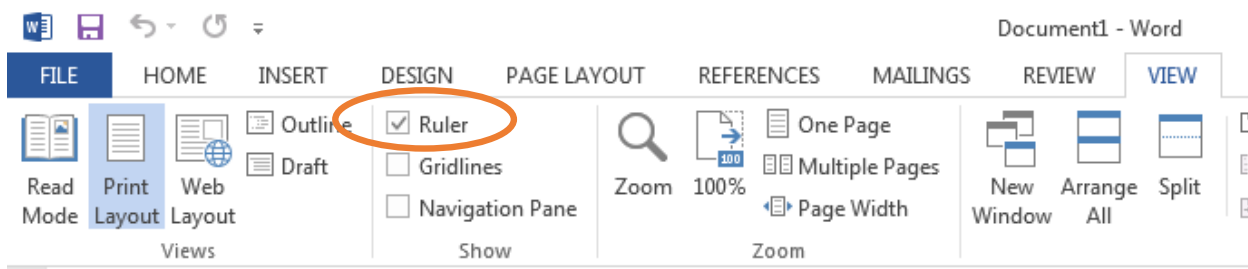 Document1 - Word
FILE HOME INSERT DESIGN PAGE LAYOUT REFERENCES MAILINGS REVIEW VIEW
Read Mode
Print Layout
Web Layout
Outline
Draft
Views
Ruler
Gridlines
Navigation Pane
Show
Zoom
100
100%
One Page
Multiple Pages
Page Width
Zoom
New Window
Arrange All
Split